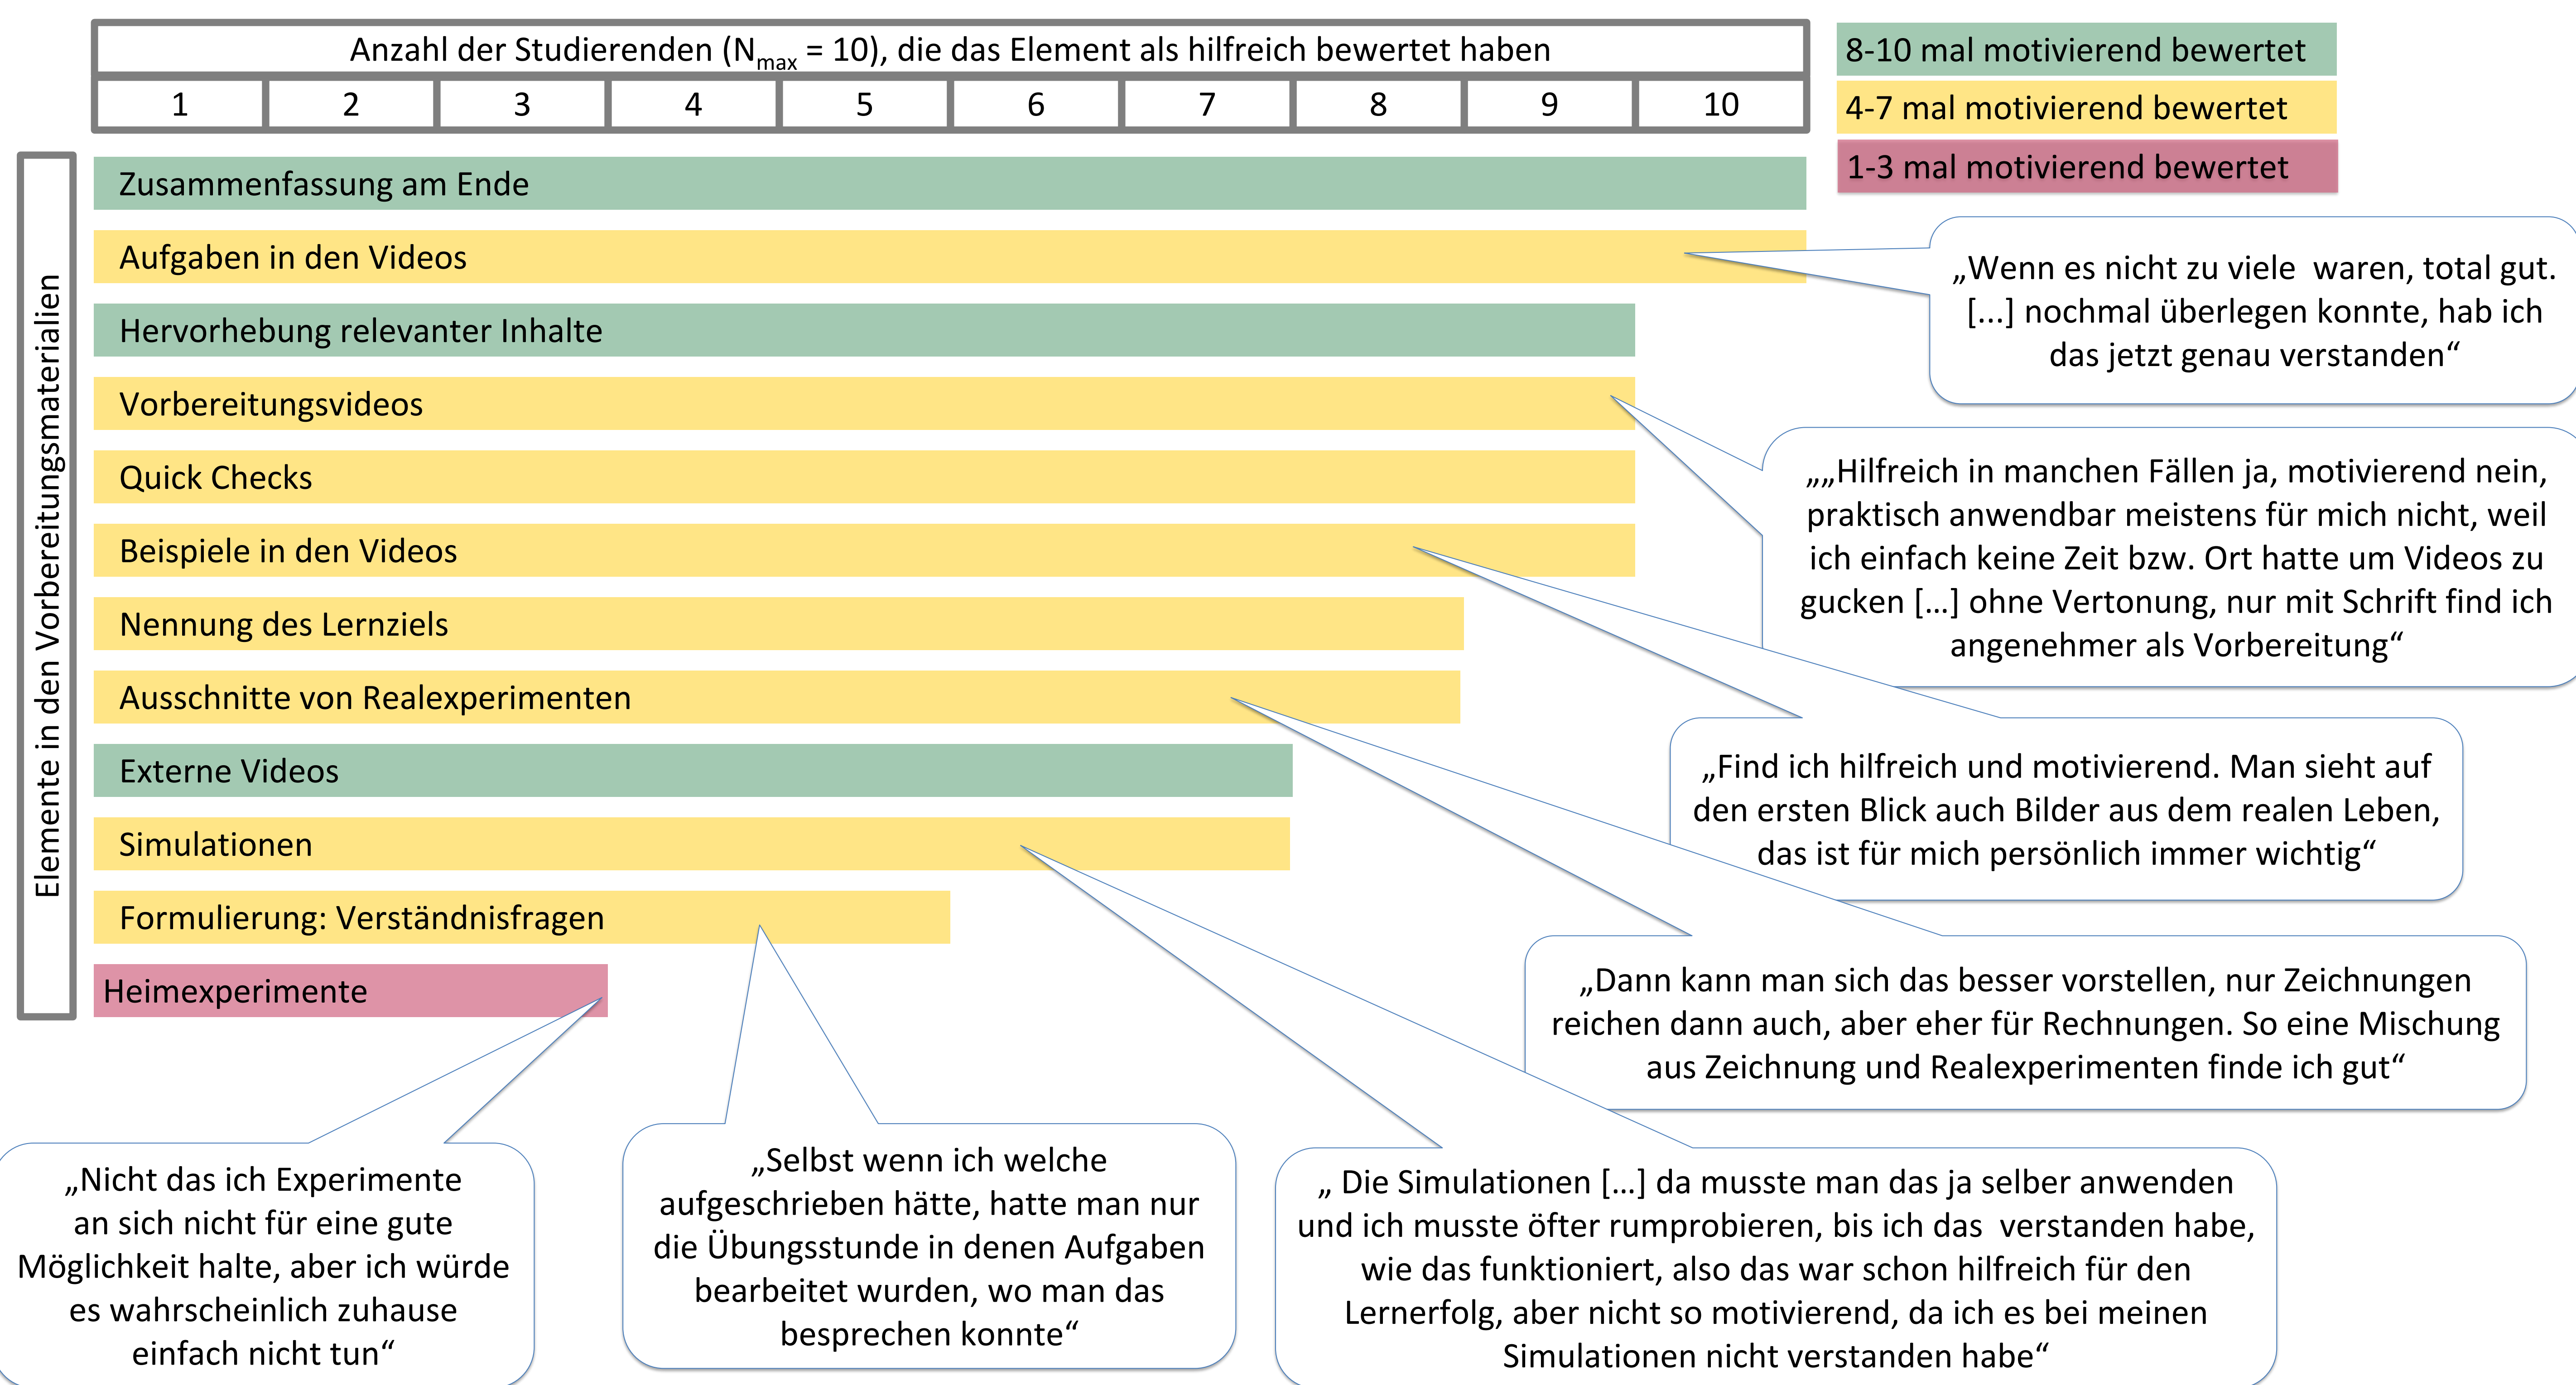 Anzahl der Studierenden (Nmax = 10), die das Element als hilfreich bewertet haben
1 2 3 4 5 6 7 8 9 10
8-10 mal motivierend bewertet
4-7 mal motivierend bewertet
1-3 mal motivierend bewertet
Elemente in den Vorbereitungsmaterialien
Zusammenfassung am Ende
Aufgaben in den Videos
Hervorhebung relevanter Inhalte
Vorbereitungsvideos
Quick Checks
Beispiele in den Videos
Nennung des Lernziels
Ausschnitte von Realexperimenten
Externe Videos
Simulationen
Formulierung: Verständnisfragen
Heimexperimente
„Wenn es nicht zu viele  waren, total gut.
[...] nochmal überlegen konnte, hab ich
das jetzt genau verstanden“
„„Hilfreich in manchen Fällen ja, motivierend nein,
praktisch anwendbar meistens für mich nicht, weil
ich einfach keine Zeit bzw. Ort hatte um Videos zu
gucken […] ohne Vertonung, nur mit Schrift find ich
angenehmer als Vorbereitung“
„Find ich hilfreich und motivierend. Man sieht auf
den ersten Blick auch Bilder aus dem realen Leben,
das ist für mich persönlich immer wichtig“
„Dann kann man sich das besser vorstellen, nur Zeichnungen
reichen dann auch, aber eher für Rechnungen. So eine Mischung
aus Zeichnung und Realexperimenten finde ich gut“
„ Die Simulationen […] da musste man das ja selber anwenden
und ich musste öfter rumprobieren, bis ich das  verstanden habe,
wie das funktioniert, also das war schon hilfreich für den
Lernerfolg, aber nicht so motivierend, da ich es bei meinen
Simulationen nicht verstanden habe“
„Selbst wenn ich welche
aufgeschrieben hätte, hatte man nur
die Übungsstunde in denen Aufgaben
bearbeitet wurden, wo man das
besprechen konnte“
„Nicht das ich Experimente
an sich nicht für eine gute
Möglichkeit halte, aber ich würde
es wahrscheinlich zuhause
einfach nicht tun“